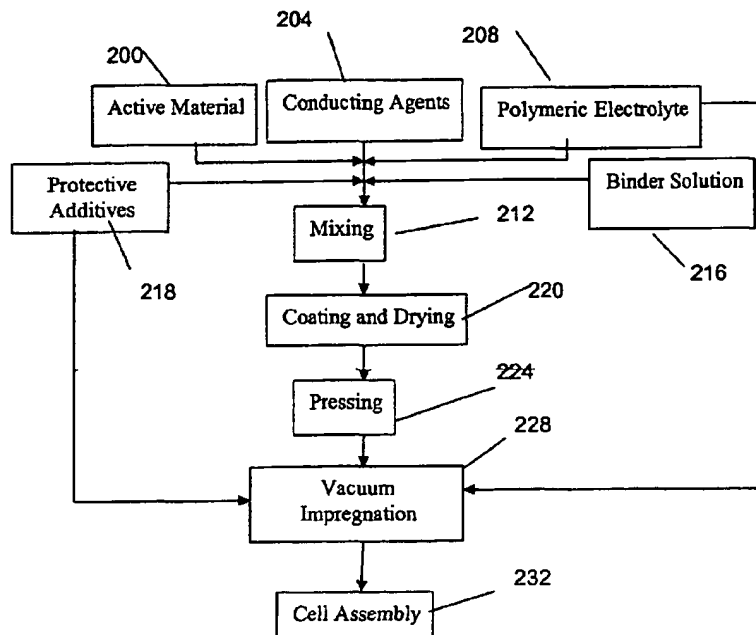 204
208
200
Active Material
Conducting Agents
Polymeric Electrolyte
Protective
Additives
Binder Solution
212
Mixing
218
216
220
Coating and Drying
224
Pressing
228
Vacuum
Impregnation
232
Cell Assembly